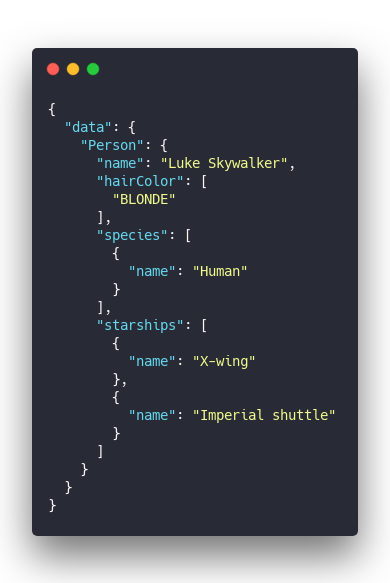 {
  "data": {
    "Person": {
      "name": "Luke Skywalker",
      "hairColor": [
        "BLONDE"
      ],
      "species": [
        {
          "name": "Human"
        }
      ],
      "starships": [
        {
          "name": "X-wing"
        },
        {
          "name": "Imperial shuttle"
        }
      ]
    }
  }
}